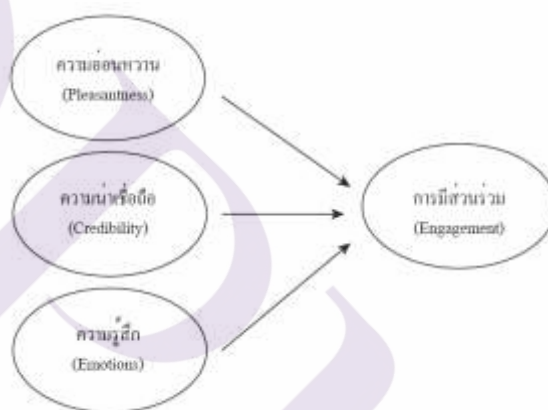 ความอ่อนหวาน
(Pleasantness)
ความน่าเชื่อถือ
(Credibility)
การมีส่วนร่วม
(Engagement)
ความรู้สึก
(Emotions)